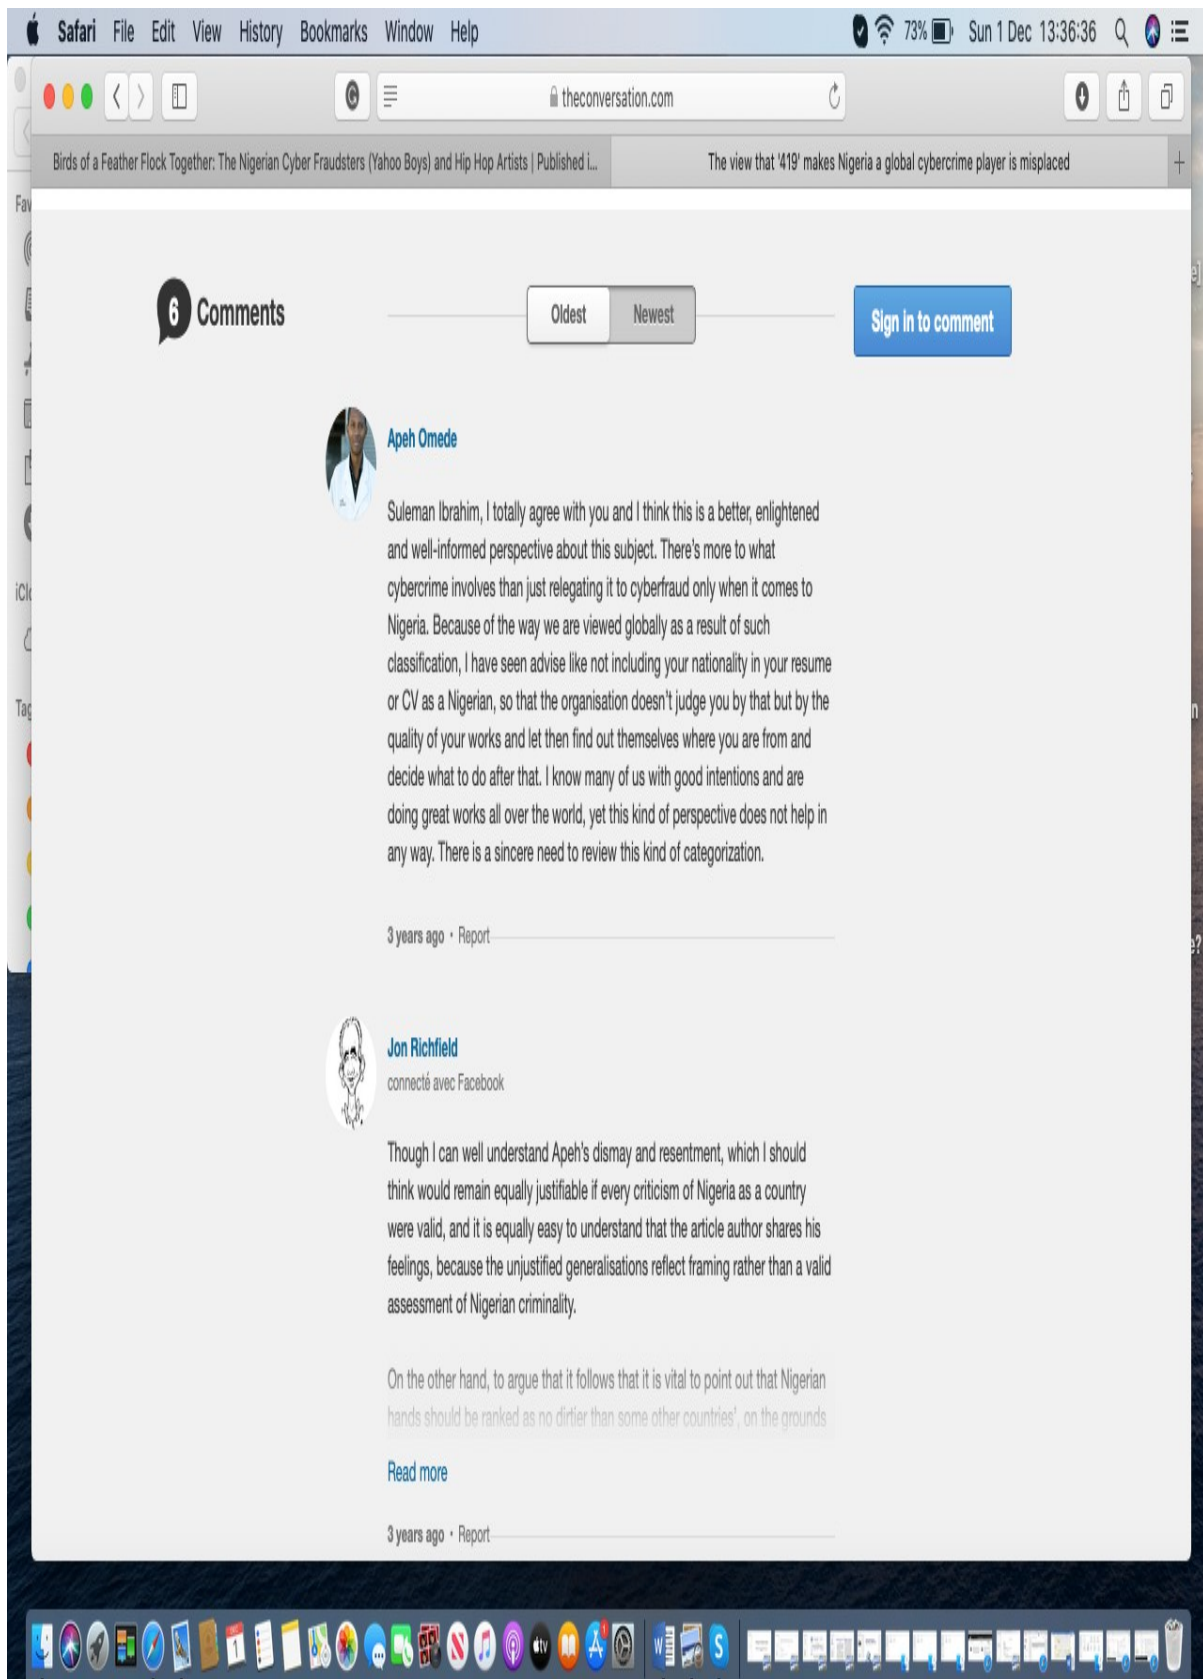 Safari File Edit View History Bookmarks Window Help 73% Sun 1 Dec 13:36:36
theconversation.com
Birds of a Feather Flock Together: The Nigerian Cyber Fraudsters (Yahoo Boys) and Hip Hop Artists | Published i...
The view that '419' makes Nigeria a global cybercrime player is misplaced
Fav
iClo
Tag
6 Comments
Oldest Newest
Sign in to comment
Apeh Omede
Suleman Ibrahim, I totally agree with you and I think this is a better, enlightened
and well-informed perspective about this subject. There's more to what
cybercrime involves than just relegating it to cyberfraud only when it comes to
Nigeria. Because of the way we are viewed globally as a result of such
classification, I have seen advise like not including your nationality in your resume
or CV as a Nigerian, so that the organisation doesn't judge you by that but by the
quality of your works and let then find out themselves where you are from and
decide what to do after that. I know many of us with good intentions and are
doing great works all over the world, yet this kind of perspective does not help in
any way. There is a sincere need to review this kind of categorization.
3 years ago • Report
Jon Richfield
connecté avec Facebook
Though I can well understand Apeh's dismay and resentment, which I should
think would remain equally justifiable if every criticism of Nigeria as a country
were valid, and it is equally easy to understand that the article author shares his
feelings, because the unjustified generalisations reflect framing rather than a valid
assessment of Nigerian criminality.
On the other hand, to argue that it follows that it is vital to point out that Nigerian
hands should be ranked as no dirtier than some other countries', on the grounds
Read more
3 years ago • Report